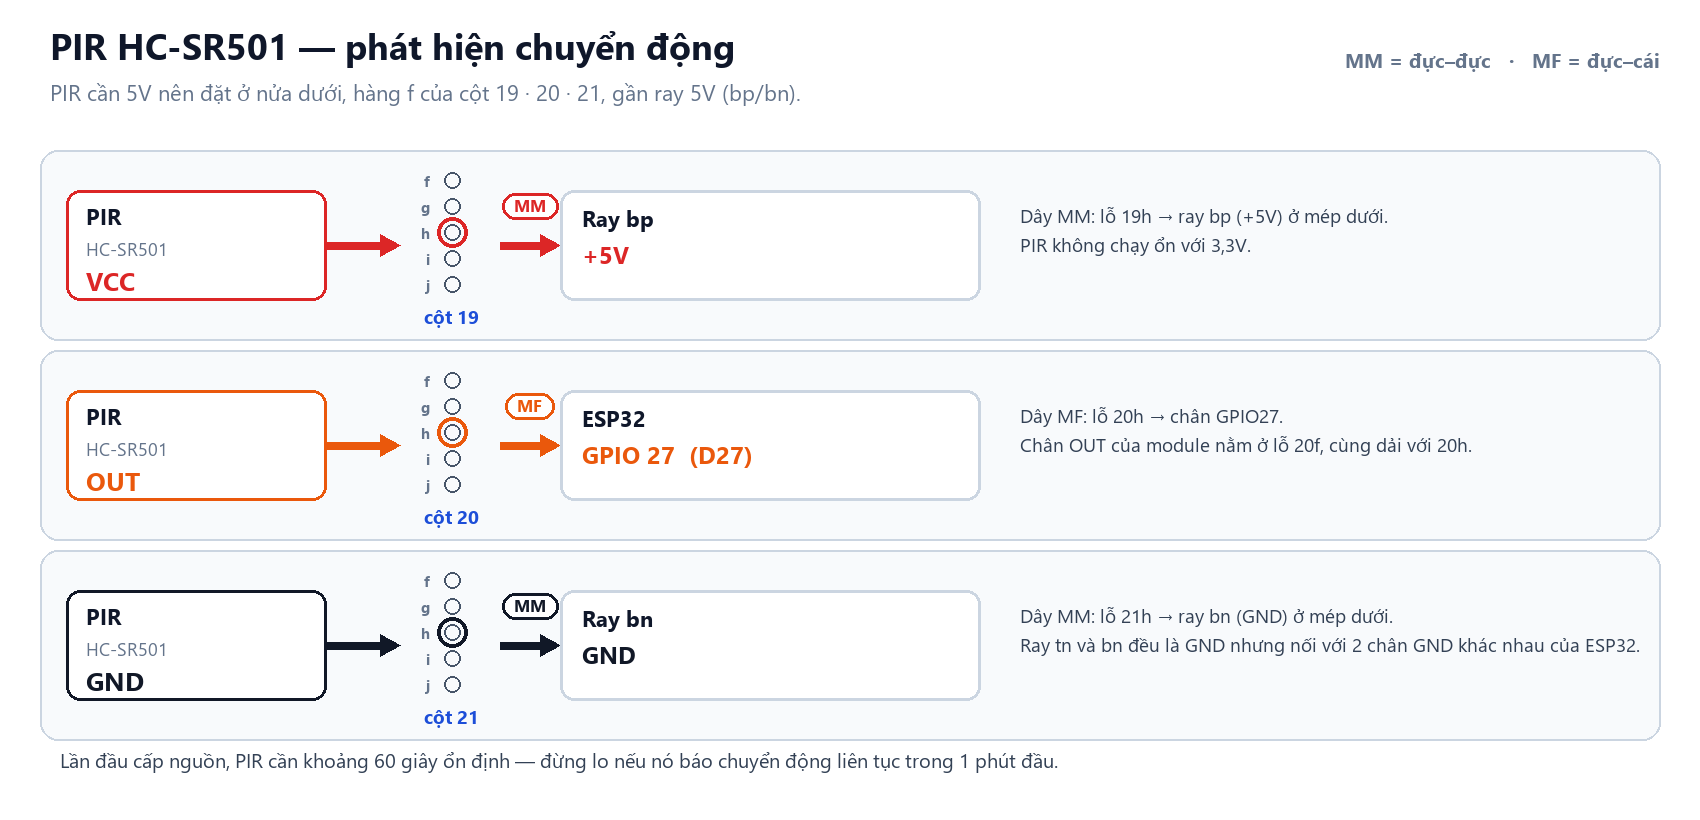 PIR HC-SR501 — phát hiện chuyển động
MM = đực–đực · MF = đực–cái
PIR cần 5V nên đặt ở nửa dưới, hàng f của cột 19 · 20 · 21, gần ray 5V (bp/bn).
PIR
HC-SR501
VCC
f
g
h
i
j
cột 19
MM
Ray bp
+5V
Dây MM: lỗ 19h → ray bp (+5V) ở mép dưới.
PIR không chạy ổn với 3,3V.
PIR
HC-SR501
OUT
f
g
h
i
j
cột 20
MF
ESP32
GPIO 27 (D27)
Dây MF: lỗ 20h → chân GPIO27.
Chân OUT của module nằm ở lỗ 20f, cùng dải với 20h.
PIR
HC-SR501
GND
f
g
h
i
j
cột 21
MM
Ray bn
GND
Dây MM: lỗ 21h → ray bn (GND) ở mép dưới.
Ray tn và bn đều là GND nhưng nối với 2 chân GND khác nhau của ESP32.
Lần đầu cấp nguồn, PIR cần khoảng 60 giây ổn định — đừng lo nếu nó báo chuyển động liên tục trong 1 phút đầu.